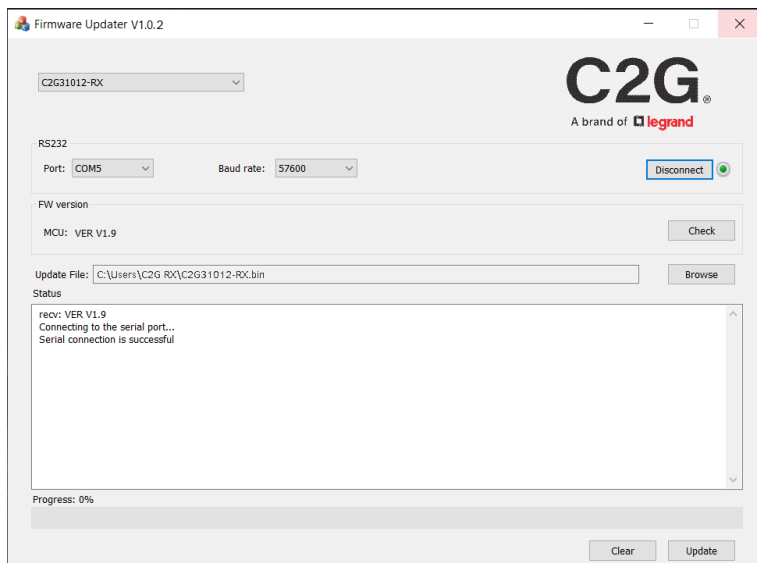 Firmware Updater V1.0.2
C2G31012-RX
C2G®
A brand of legrand
RS232
Port: COM5 Baud rate: 57600 Disconnect
FW version
MCU: VER V1.9 Check
Update File: C:\Users\C2G RX\C2G31012-RX.bin Browse
Status
recv: VER V1.9
Connecting to the serial port...
Serial connection is successful
Progress: 0%
Clear Update